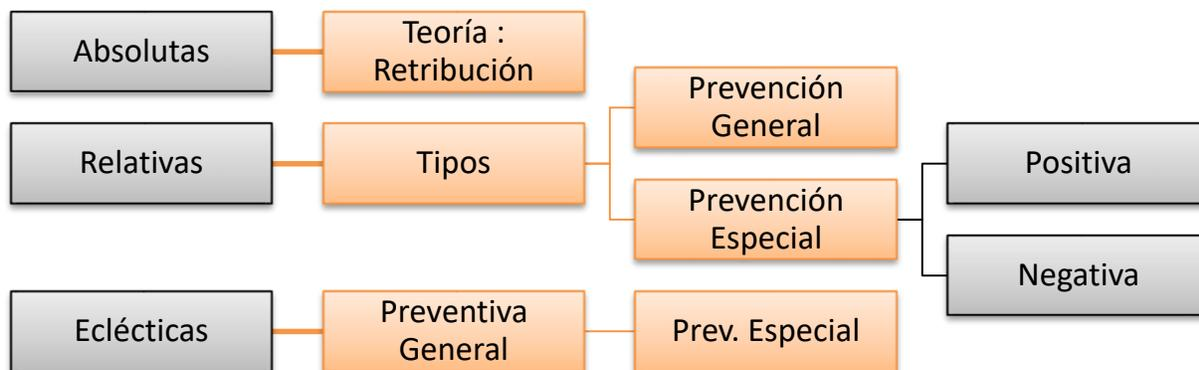 Absolutas
Teoría :
Retribución
Prevención
General
Relativas
Tipos
Positiva
Prevención
Especial
Negativa
Eclécticas
Preventiva
General
Prev. Especial